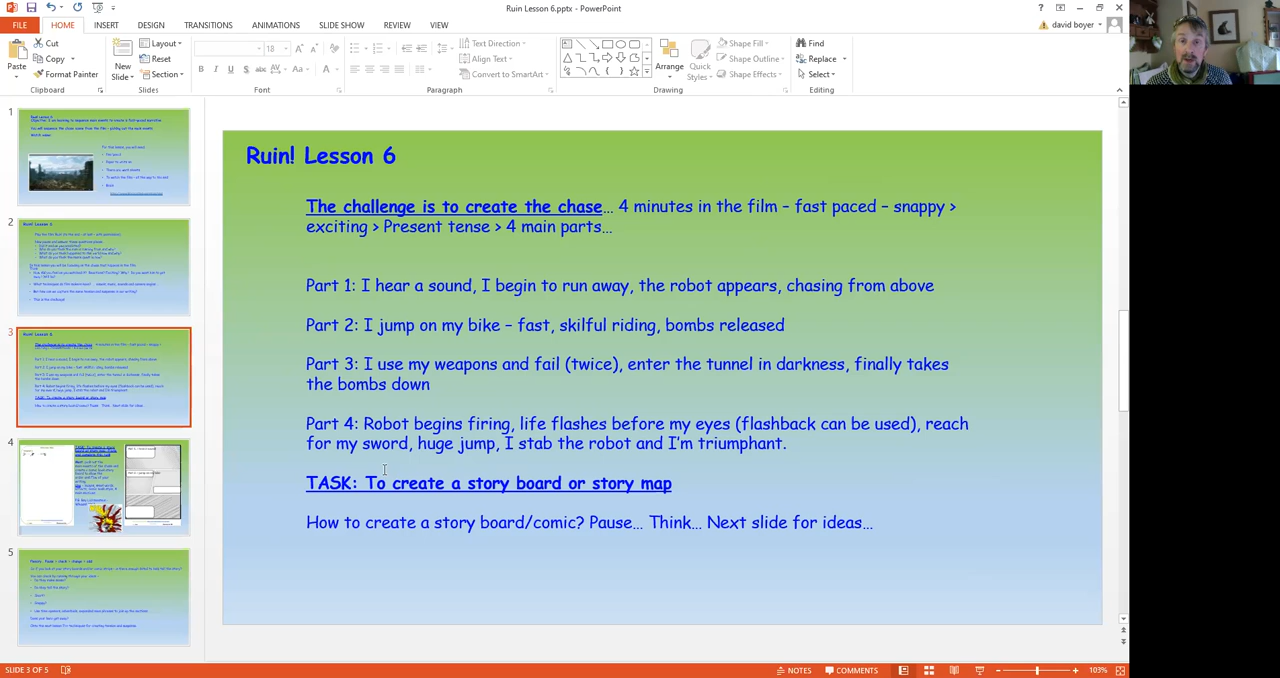 Ruin Lesson 6.pptx - PowerPoint
FILE HOME INSERT DESIGN TRANSITIONS ANIMATIONS SLIDE SHOW REVIEW VIEW
david boyer
Paste
Cut
Copy
Format Painter
Clipboard
New
Slide
Layout
Reset
Section
Slides
18
B I U S abc AV Aa A
Font
Text Direction
Align Text
Convert to SmartArt
Paragraph
Arrange
Quick
Styles
Shape Fill
Shape Outline
Shape Effects
Drawing
Find
Replace
Select
Editing
1
2
3
4
5
Ruin! Lesson 6
The challenge is to create the chase… 4 minutes in the film – fast paced – snappy >
exciting > Present tense > 4 main parts…
Part 1: I hear a sound, I begin to run away, the robot appears, chasing from above
Part 2: I jump on my bike – fast, skilful riding, bombs released
Part 3: I use my weapons and fail (twice), enter the tunnel in darkness, finally takes
the bombs down
Part 4: Robot begins firing, life flashes before my eyes (flashback can be used), reach
for my sword, huge jump, I stab the robot and I'm triumphant.
TASK: To create a story board or story map
How to create a story board/comic? Pause… Think… Next slide for ideas…
SLIDE 3 OF 5
NOTES
COMMENTS
103%